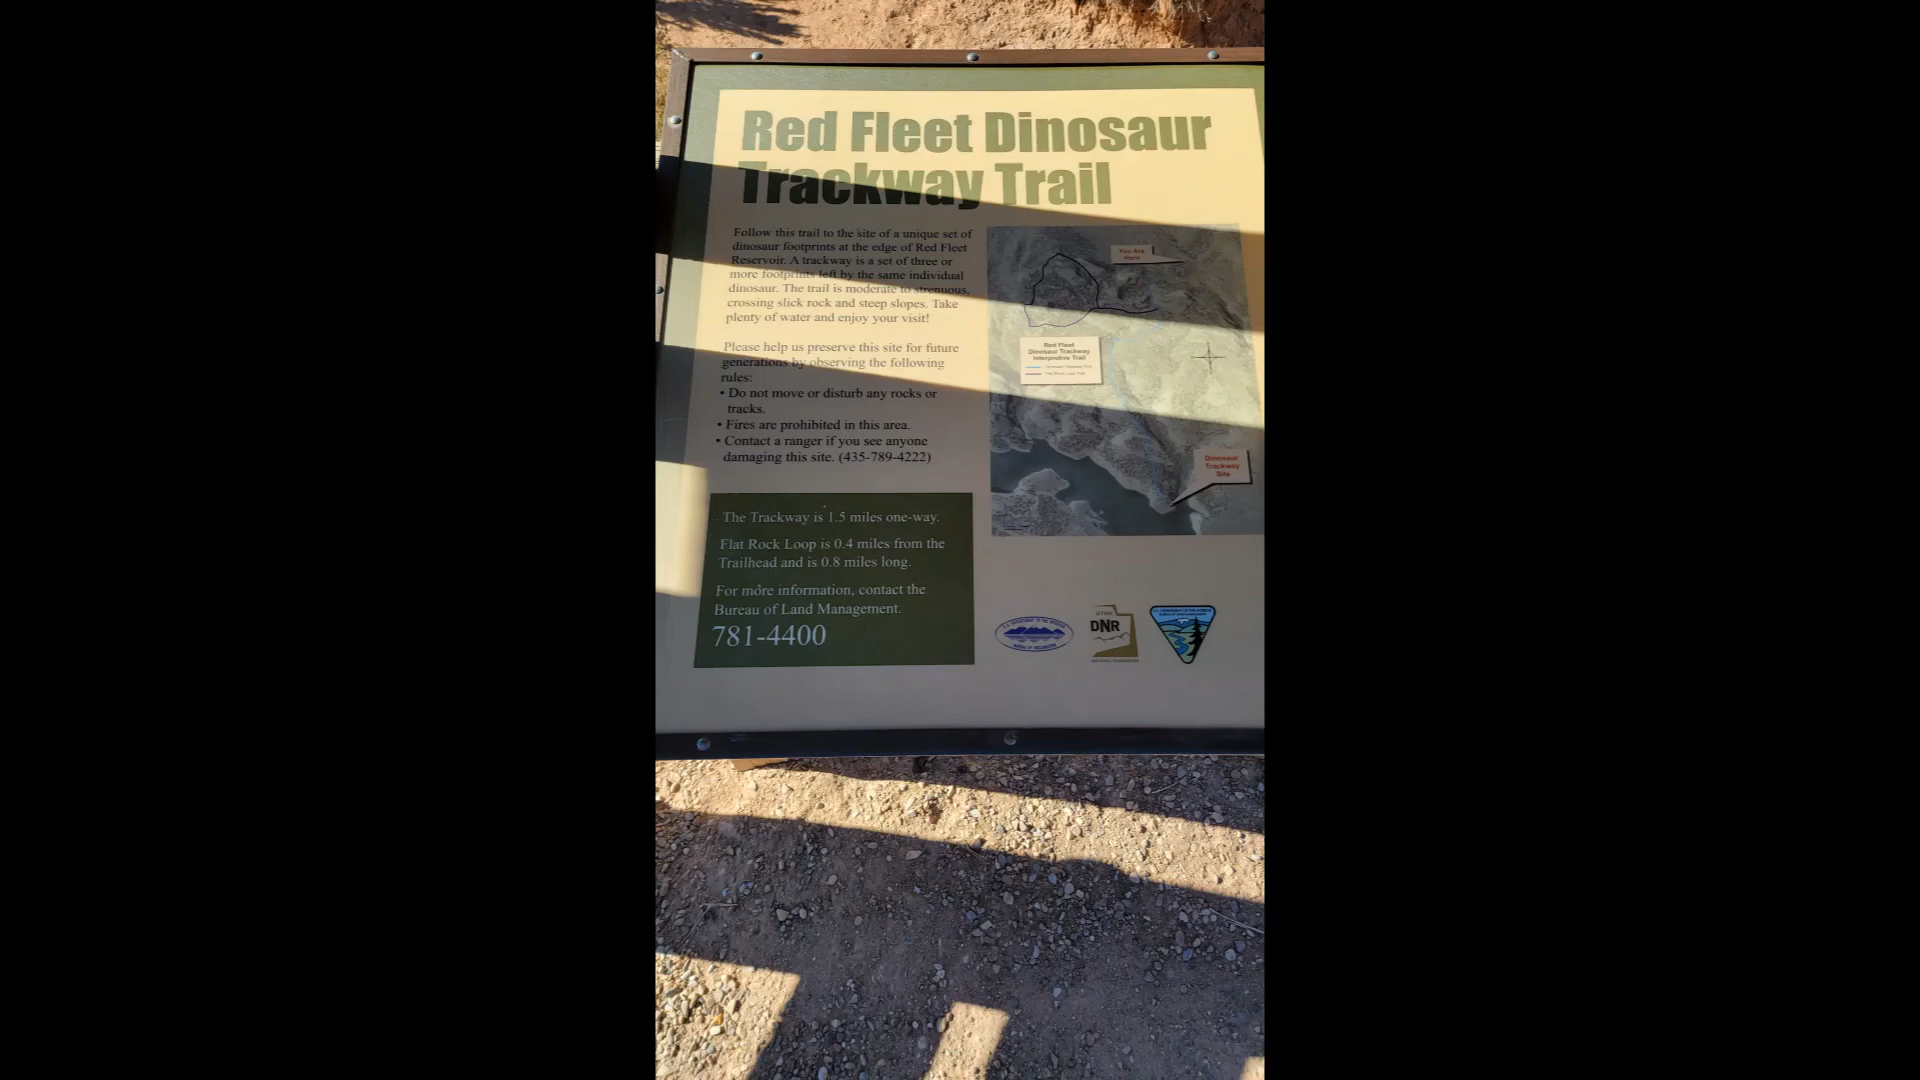 Red Fleet Dinosaur
Trackway Trail
Follow this trail to the site of a unique set of
dinosaur footprints at the edge of Red Fleet
Reservoir. A trackway is a set of three or
more footprints left by the same individual
dinosaur. The trail is moderate to strenuous,
crossing slick rock and steep slopes. Take
plenty of water and enjoy your visit!
Please help us preserve this site for future
generations by observing the following
rules:
• Do not move or disturb any rocks or
tracks.
• Fires are prohibited in this area.
• Contact a ranger if you see anyone
damaging this site. (435-789-4222)
The Trackway is 1.5 miles one-way.
Flat Rock Loop is 0.4 miles from the
Trailhead and is 0.8 miles long.
For more information, contact the
Bureau of Land Management.
781-4400
You Are
Here
Red Fleet
Dinosaur Trackway
Interpretive Trail
Dinosaur
Trackway
Site
UTAH
DNR